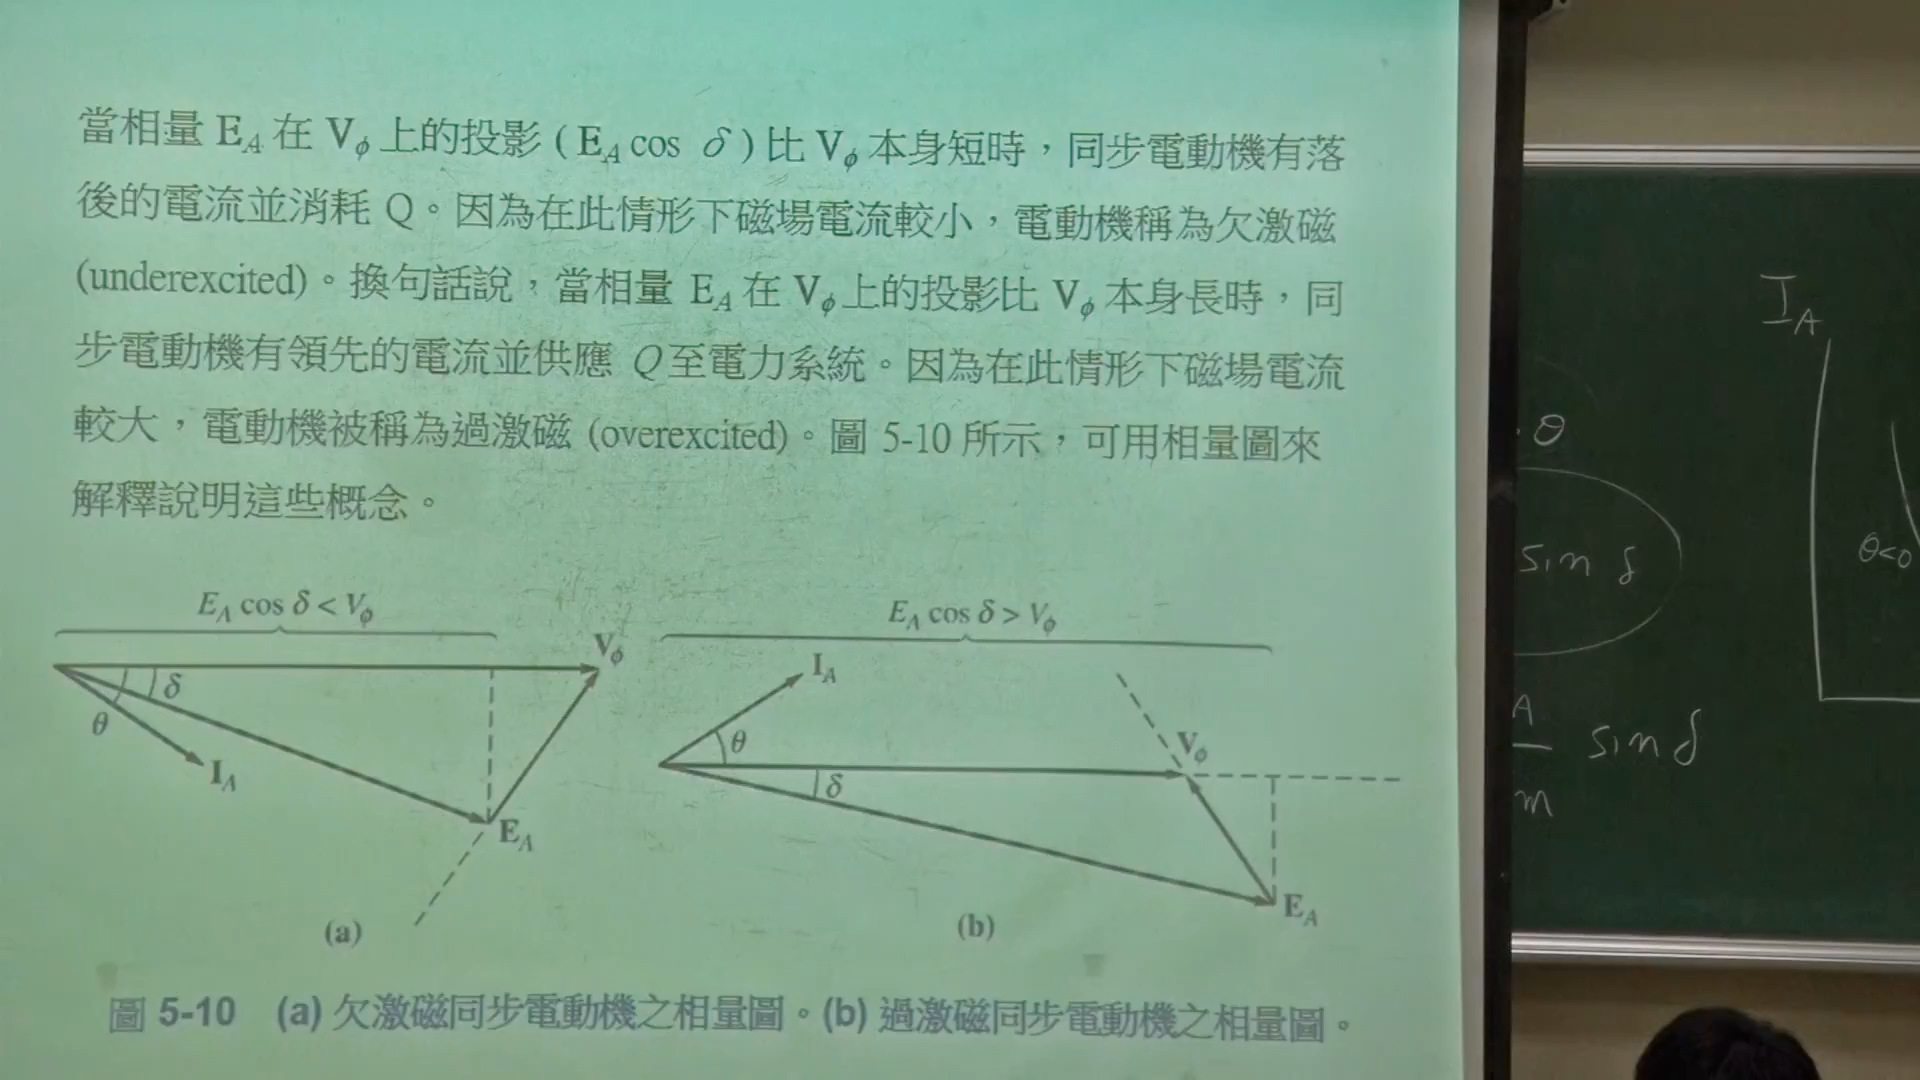 當相量 E_A 在 V_ϕ 上的投影 ( E_A cos δ ) 比 V_ϕ 本身短時，同步電動機有落
後的電流並消耗 Q。因為在此情形下磁場電流較小，電動機稱為欠激磁
(underexcited)。換句話說，當相量 E_A 在 V_ϕ 上的投影比 V_ϕ 本身長時，同
步電動機有領先的電流並供應 Q 至電力系統。因為在此情形下磁場電流
較大，電動機被稱為過激磁 (overexcited)。圖 5-10 所示，可用相量圖來
解釋說明這些概念。
E_A cos δ < V_ϕ
V_ϕ
δ
θ
I_A
E_A
(a)
E_A cos δ > V_ϕ
I_A
θ
V_ϕ
δ
E_A
(b)
圖 5-10 (a) 欠激磁同步電動機之相量圖。(b) 過激磁同步電動機之相量圖。
I_A
θ
θ<0
sin δ
A
sin δ
m